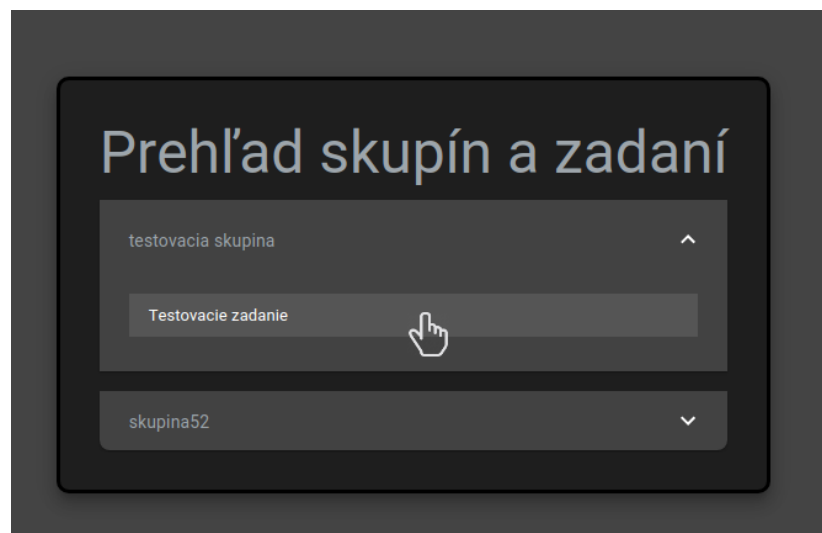 Prehľad skupín a zadaní
testovacia skupina
Testovacie zadanie
skupina52